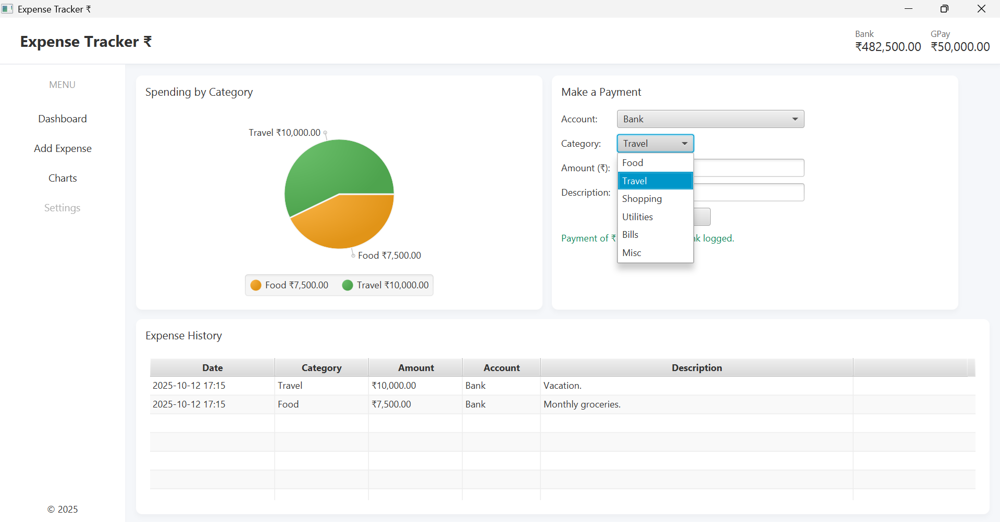 Expense Tracker ₹
Expense Tracker ₹
Bank
₹482,500.00
GPay
₹50,000.00
MENU
Dashboard
Add Expense
Charts
Settings
© 2025
Spending by Category
Travel ₹10,000.00
Food ₹7,500.00
Food ₹7,500.00 Travel ₹10,000.00
Make a Payment
Account: Bank
Category: Travel
Food
Travel
Shopping
Utilities
Bills
Misc
Amount (₹):
Description:
Payment of ₹ logged.
Expense History
Date Category Amount Account Description
2025-10-12 17:15 Travel ₹10,000.00 Bank Vacation.
2025-10-12 17:15 Food ₹7,500.00 Bank Monthly groceries.